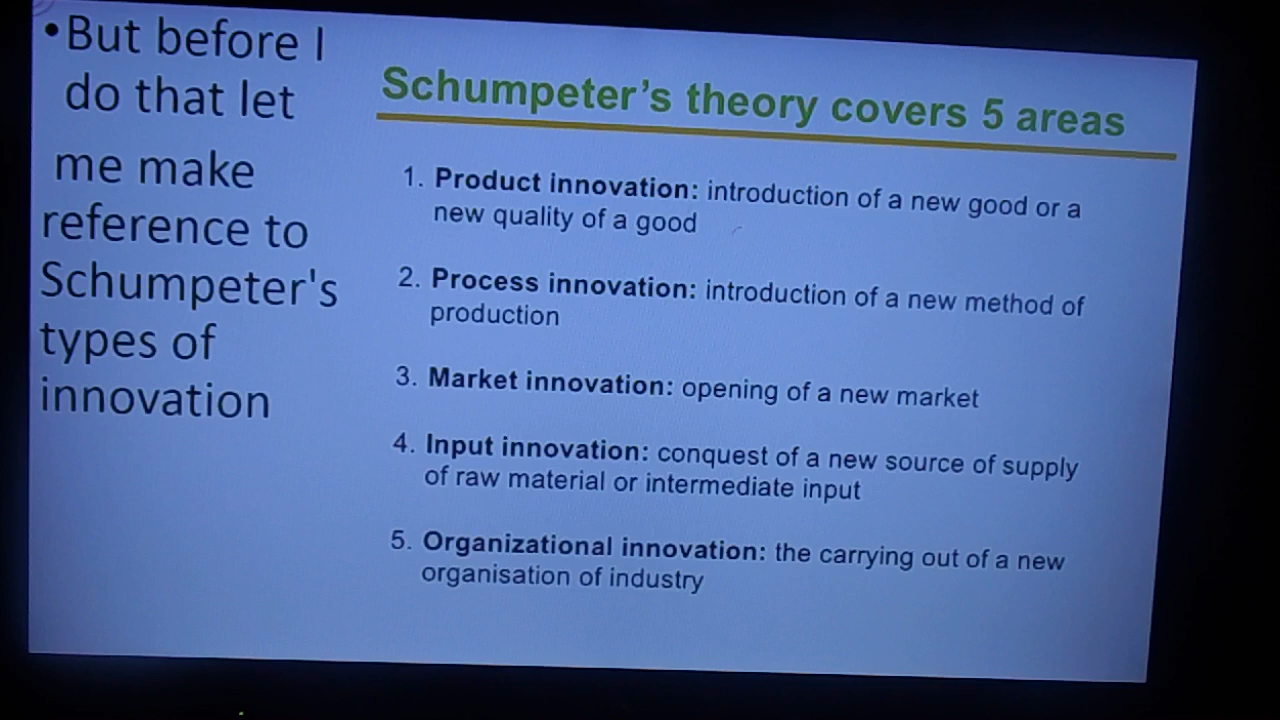 •But before I
do that let
me make
reference to
Schumpeter's
types of
innovation
Schumpeter's theory covers 5 areas
1. Product innovation: introduction of a new good or a
new quality of a good
2. Process innovation: introduction of a new method of
production
3. Market innovation: opening of a new market
4. Input innovation: conquest of a new source of supply
of raw material or intermediate input
5. Organizational innovation: the carrying out of a new
organisation of industry